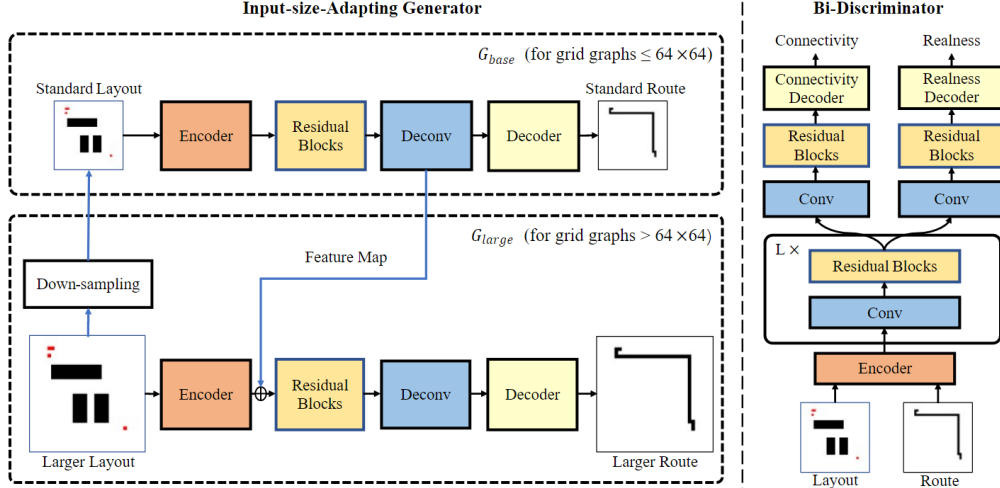 Input-size-Adapting Generator
G_base (for grid graphs ≤ 64 ×64)
Standard Layout
Encoder
Residual
Blocks
Deconv
Decoder
Standard Route
G_large (for grid graphs > 64 ×64)
Feature Map
Down-sampling
Encoder
Residual
Blocks
Deconv
Decoder
Larger Layout
Larger Route
Bi-Discriminator
Connectivity
Realness
Connectivity
Decoder
Realness
Decoder
Residual
Blocks
Residual
Blocks
Conv
Conv
L ×
Residual Blocks
Conv
Encoder
Layout
Route